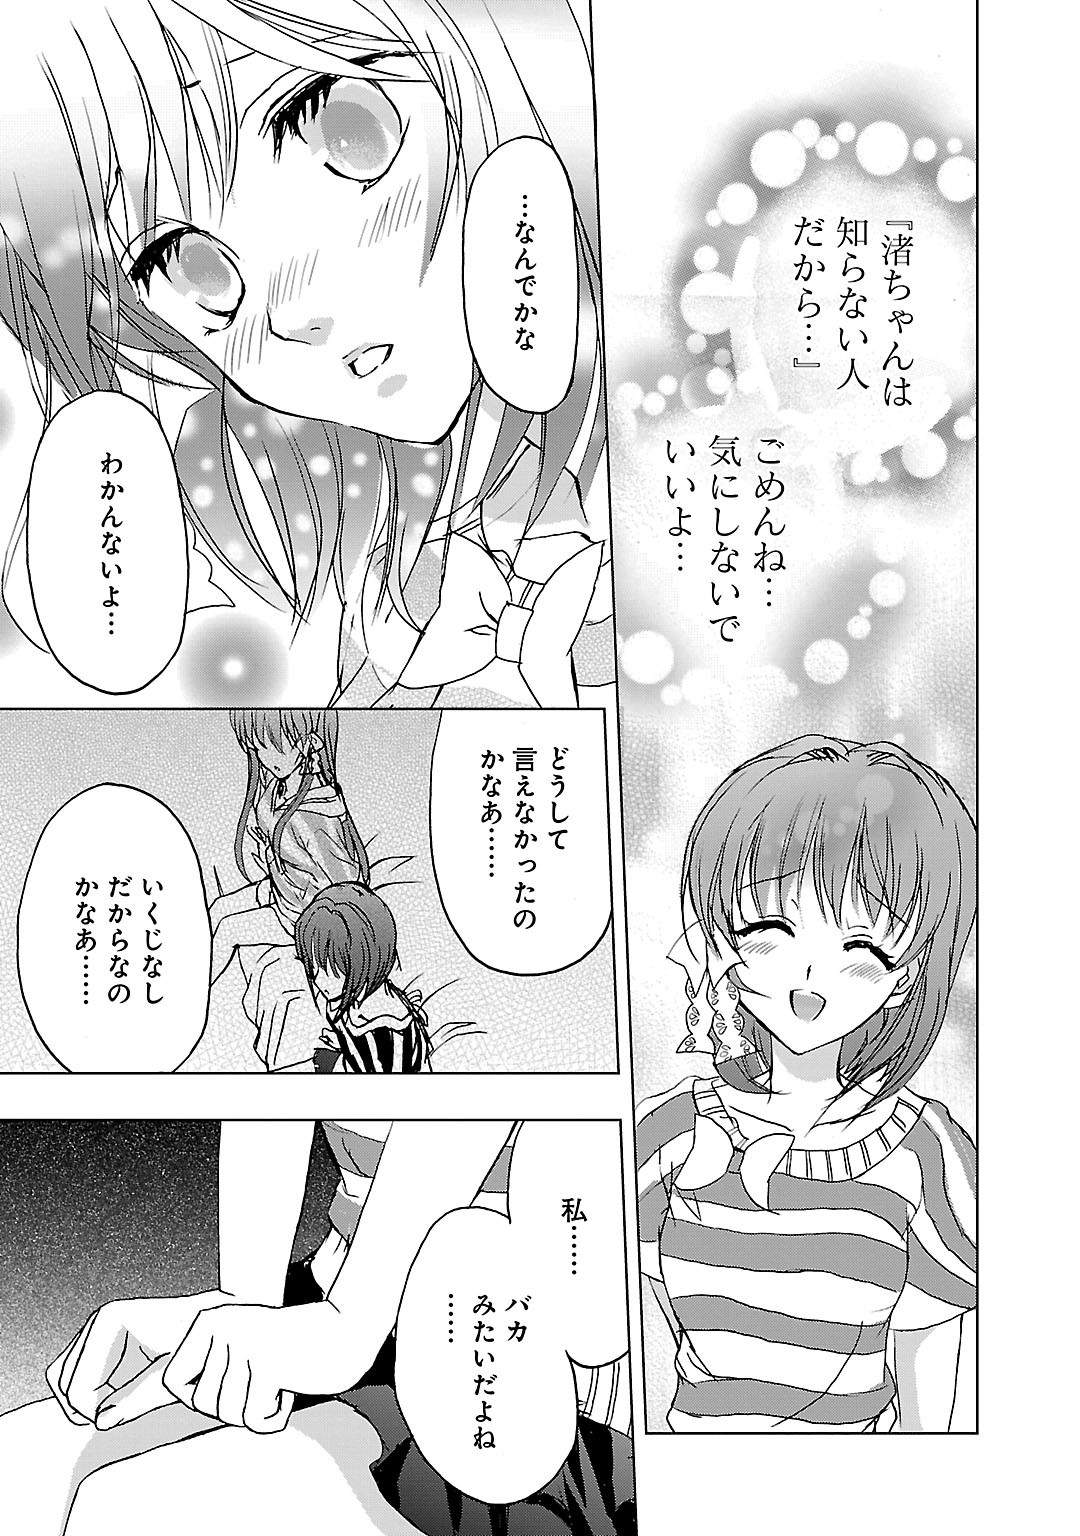 『渚ちゃんは
知らない人
だから…』
ごめんね…
気にしないで
いいよ…
…なんでかな
わかんないよ…
どうして
言えなかったの
かなあ……
いくじなし
だからなの
かなあ……
私……
バカ
みたいだよね
……